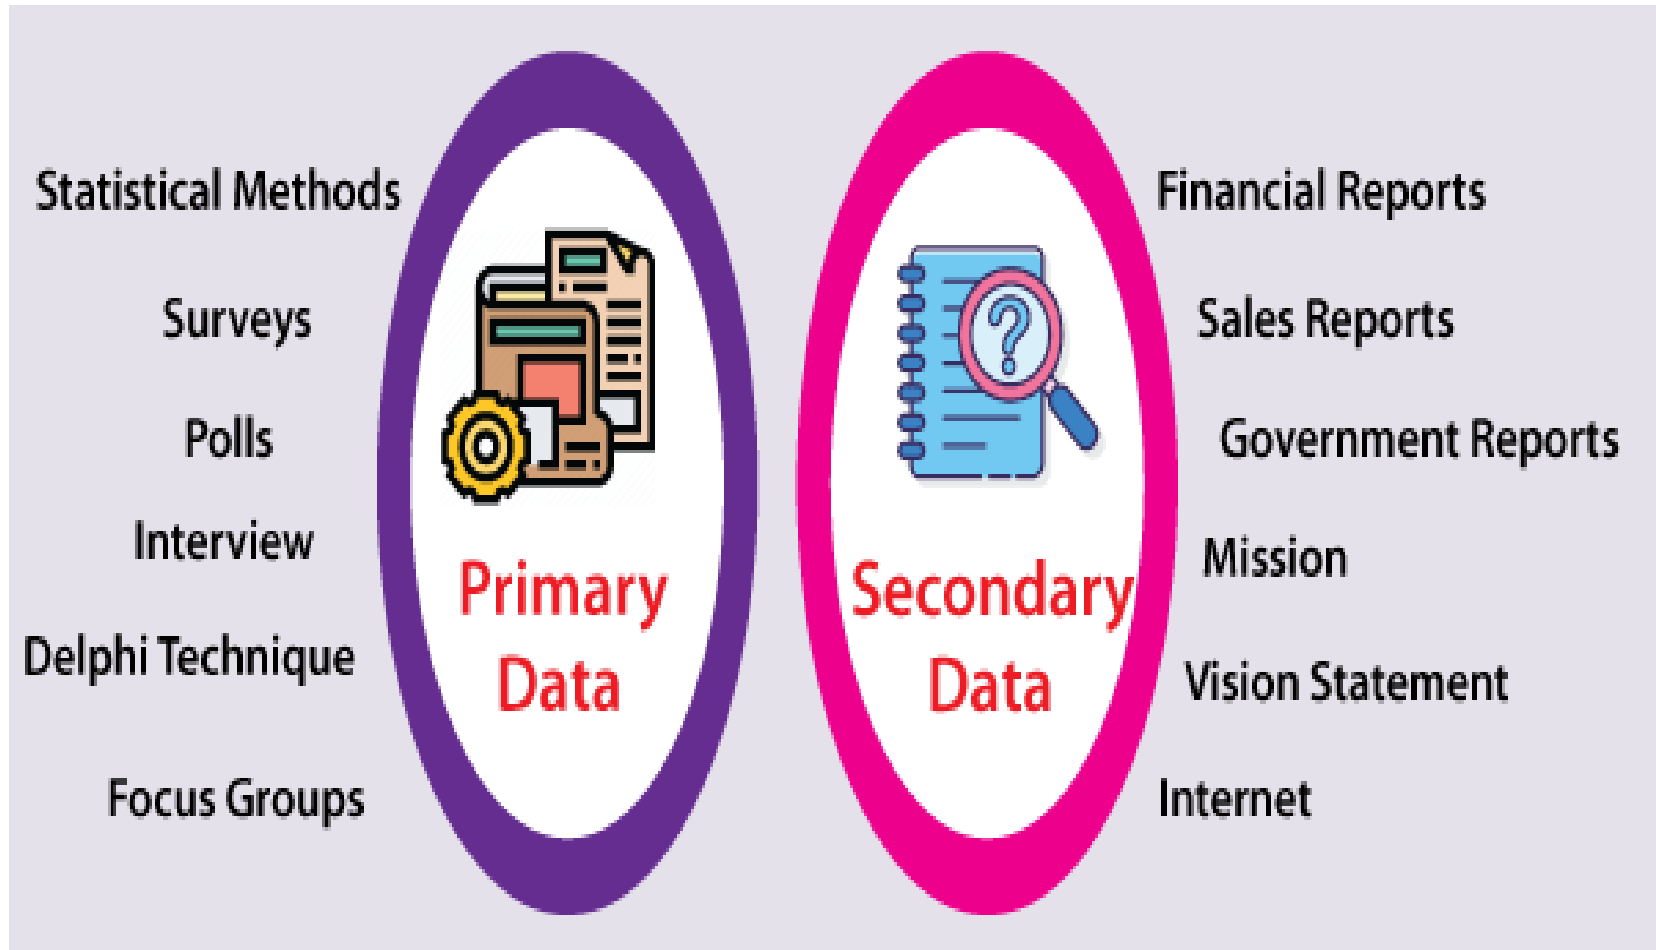 Statistical Methods
Surveys
Polls
Interview
Delphi Technique
Focus Groups
Primary
Data
Secondary
Data
Financial Reports
Sales Reports
Government Reports
Mission
Vision Statement
Internet